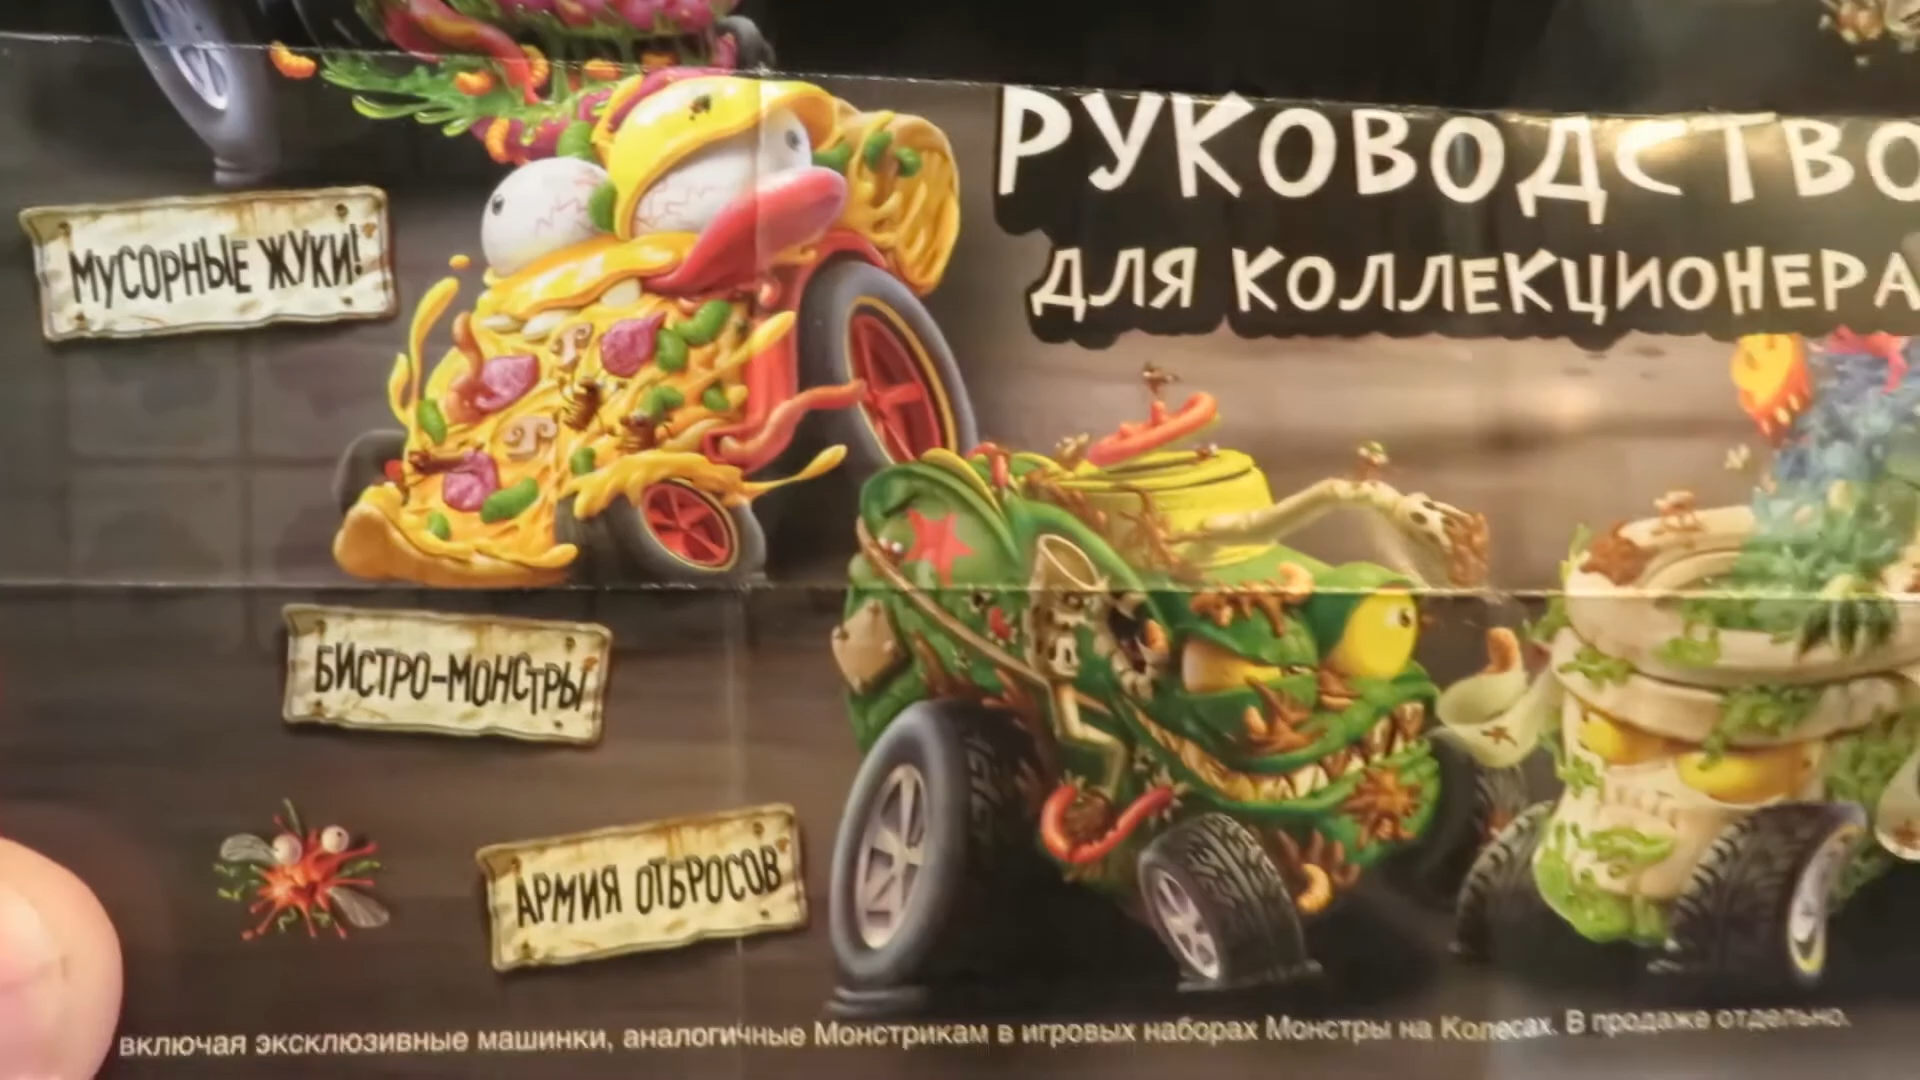 РУКОВОДСТВО
ДЛЯ КОЛЛЕКЦИОНЕРА
МУСОРНЫЕ ЖУКИ!
БИСТРО-МОНСТРЫ
АРМИЯ ОТБРОСОВ
включая эксклюзивные машинки, аналогичные Монстрикам в игровых наборах Монстры на Колесах. В продаже отдельно.